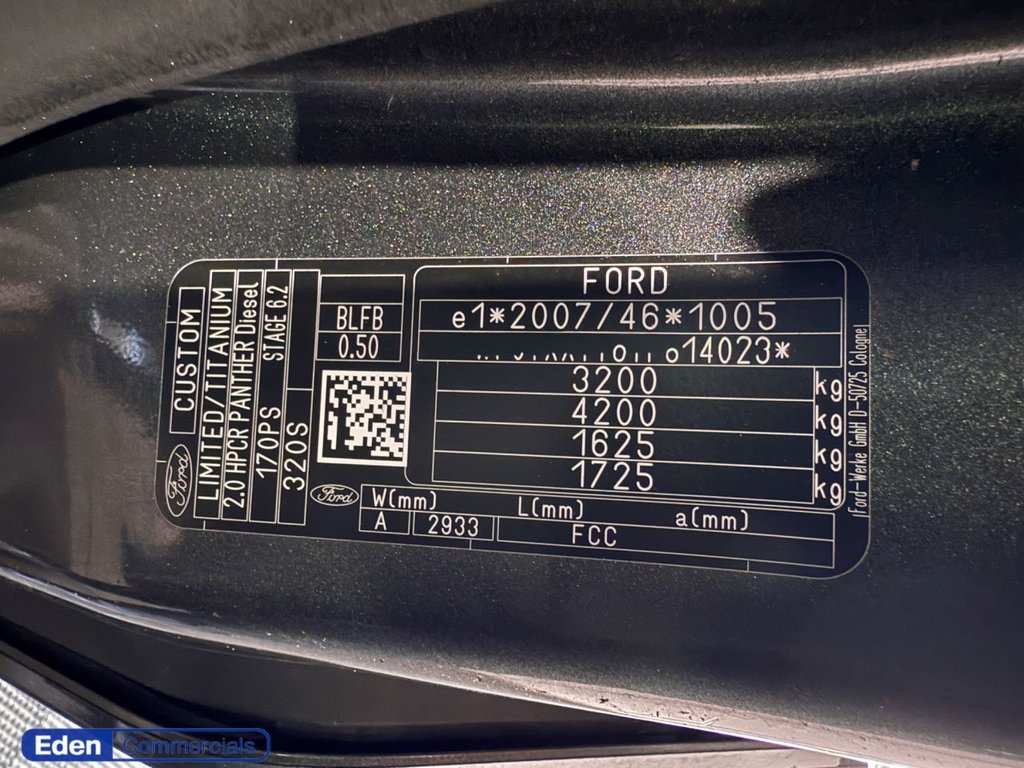 CUSTOM
LIMITED/TITANIUM
2.0 HPCR PANTHER Diesel
170PS STAGE 6.2
320S
Ford
BLFB
0.50
Ford
FORD
e1*2007/46*1005
14023*
3200 kg
4200 kg
1625 kg
1725 kg
W(mm) L(mm) a(mm)
A 2933 FCC
Ford-Werke GmbH D-50725 Cologne
Eden Commercials